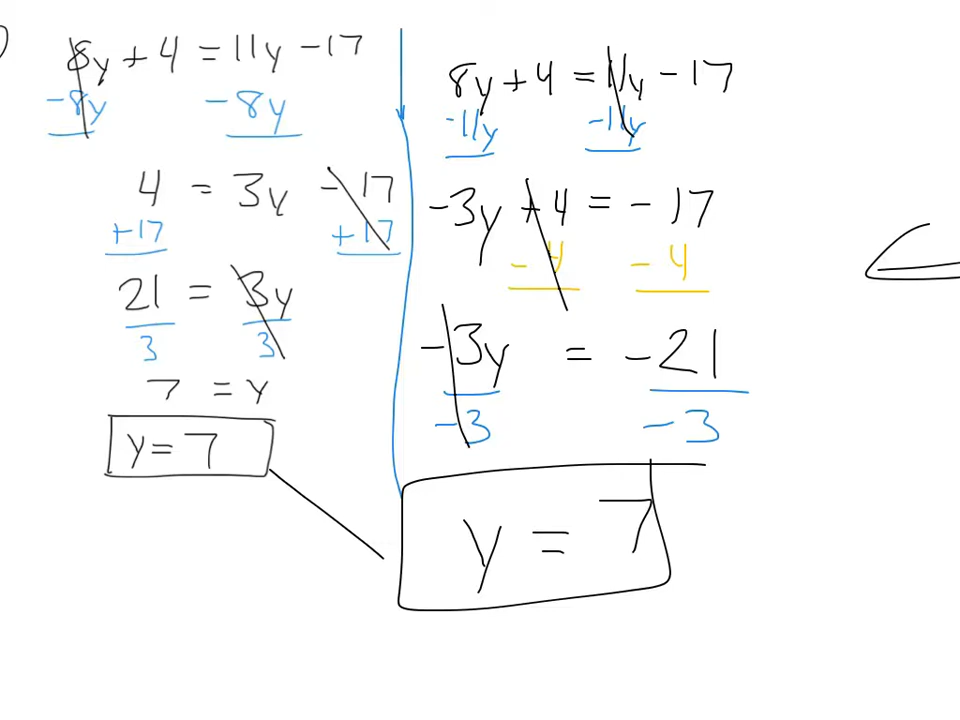 8y + 4 = 11y - 17
-8y - 8y
4 = 3y - 17
+17 +17
21 = 3y
3 3
7 = y
y = 7
8y + 4 = 11y - 17
-11y -11y
-3y + 4 = - 17
- 4 - 4
-3y = -21
-3 -3
y = 7